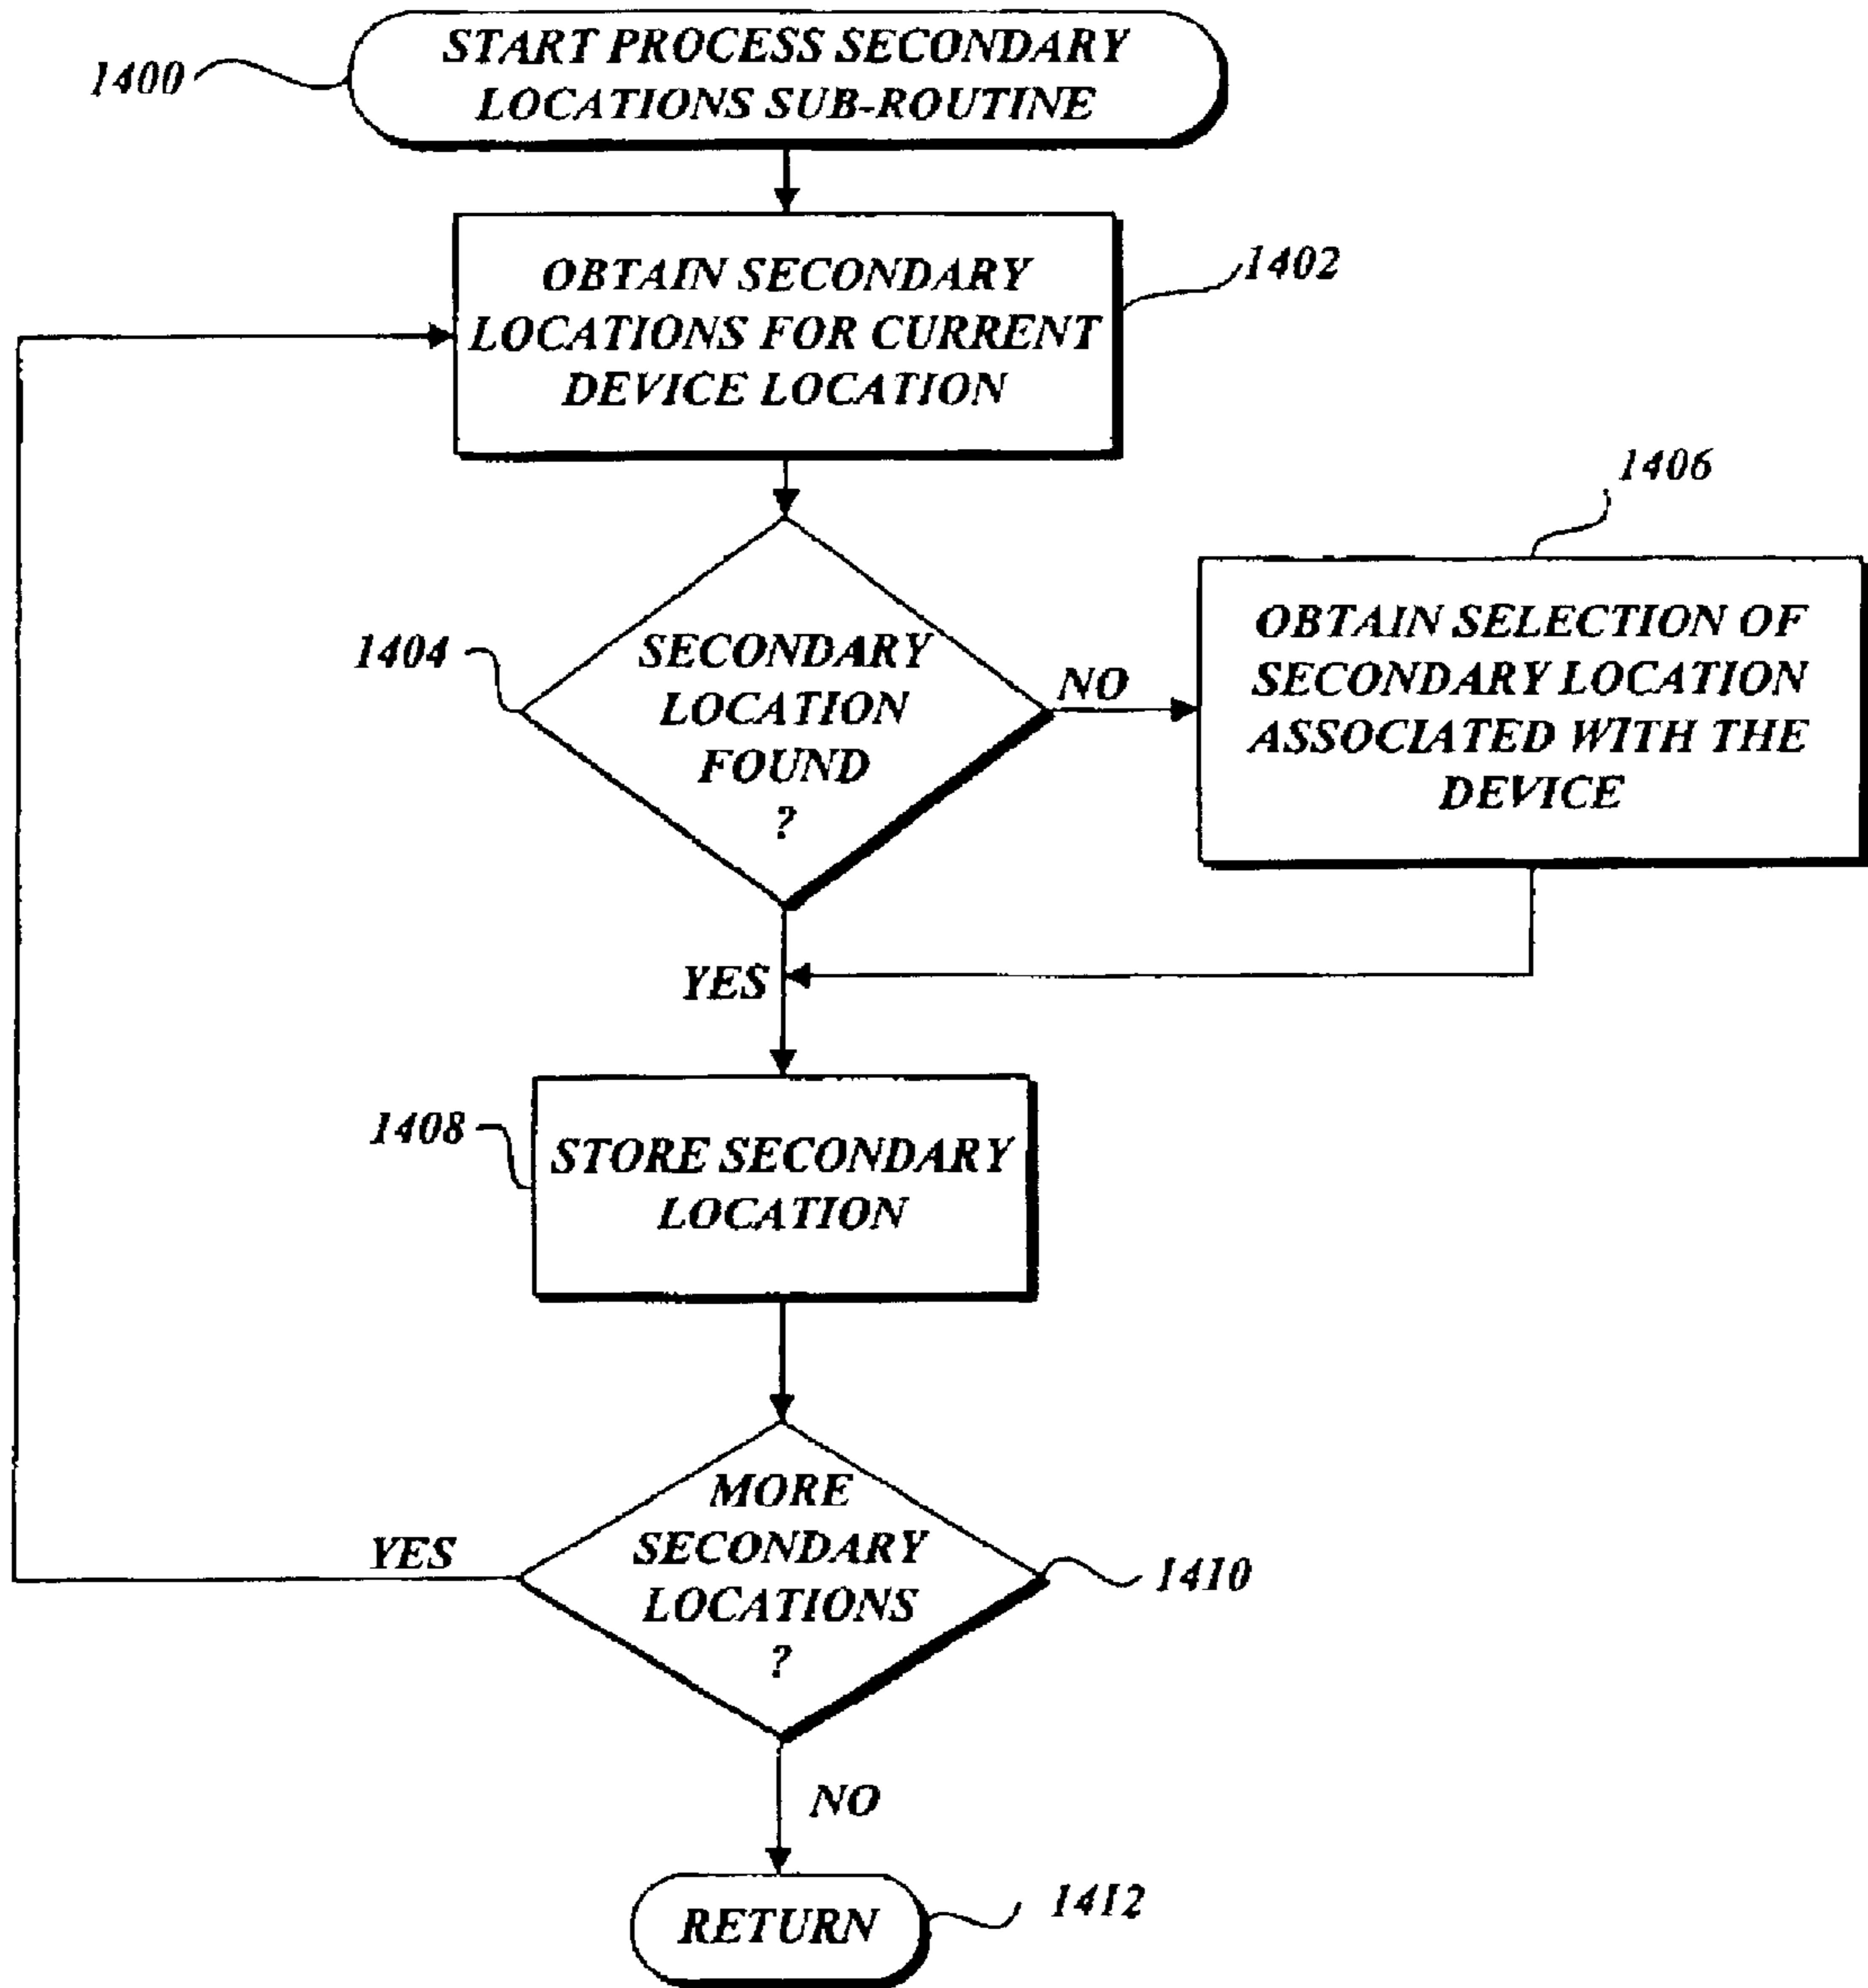 START PROCESS SECONDARY
LOCATIONS SUB-ROUTINE
1400
OBTAIN SECONDARY
LOCATIONS FOR CURRENT
DEVICE LOCATION
1402
1404
SECONDARY
LOCATION
FOUND
?
NO
1406
OBTAIN SELECTION OF
SECONDARY LOCATION
ASSOCIATED WITH THE
DEVICE
YES
1408
STORE SECONDARY
LOCATION
MORE
SECONDARY
LOCATIONS
?
YES
1410
NO
RETURN
1412